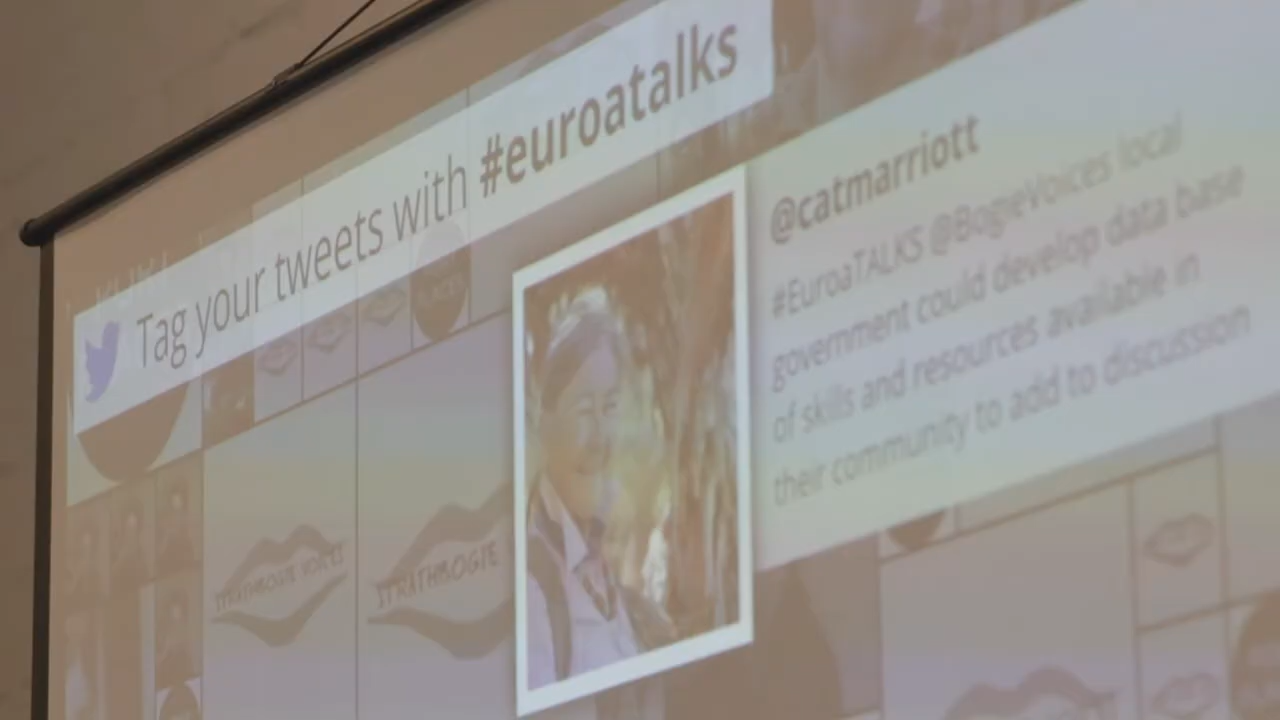 Tag your tweets with #euroatalks
@catmarriott
#EuroaTALKS @BogieVoices local
government could develop data base
of skills and resources available in
their community to add to discussion
STRATHBOGIE VOICES
STRATHBOGIE